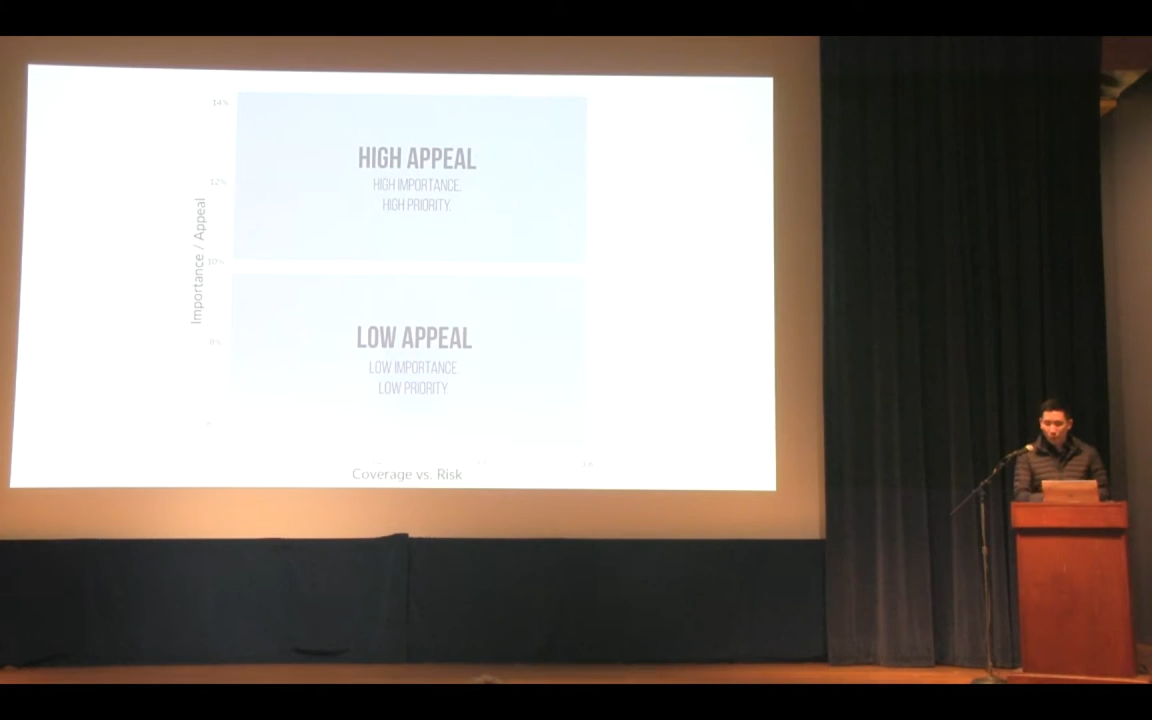 14%
HIGH APPEAL
HIGH IMPORTANCE.
HIGH PRIORITY.
12%
Importance / Appeal
10%
LOW APPEAL
LOW IMPORTANCE.
LOW PRIORITY.
8%
Coverage vs. Risk